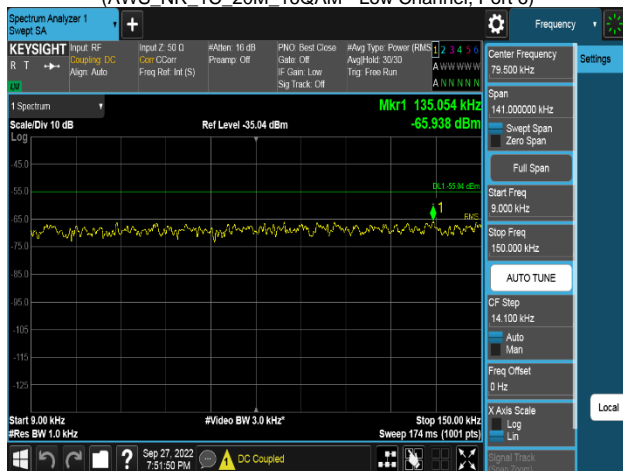 (AWS_NR_1C_20M_16QAM - Low Channel, Port 3)
Spectrum Analyzer 1
Swept SA
Frequency
KEYSIGHT
R T
LV
Input: RF
Coupling: DC
Align: Auto
Input Z: 50 Ω
Corr CCorr
Freq Ref: Int (S)
#Atten: 16 dB
Preamp: Off
PNO: Best Close
Gate: Off
IF Gain: Low
Sig Track: Off
#Avg Type: Power (RMS
Avg|Hold: 30/30
Trig: Free Run
1 2 3 4 5 6
A W W W W W
A N N N N N
Center Frequency
79.500 kHz
Settings
1 Spectrum
Mkr1 135.054 kHz
Scale/Div 10 dB
Ref Level -35.04 dBm
-65.938 dBm
Log
-45.0
-55.0
-65.0
-75.0
-85.0
-95.0
-105
-115
-125
DL1 -55.04 dBm
1
RMS
Span
141.000000 kHz
Swept Span
Zero Span
Full Span
Start Freq
9.000 kHz
Stop Freq
150.000 kHz
AUTO TUNE
CF Step
14.100 kHz
Auto
Man
Freq Offset
0 Hz
X Axis Scale
Log
Lin
Local
Signal Track
(Span Zoom)
Start 9.00 kHz
#Video BW 3.0 kHz*
Stop 150.00 kHz
#Res BW 1.0 kHz
Sweep 174 ms (1001 pts)
Sep 27, 2022
7:51:50 PM
DC Coupled